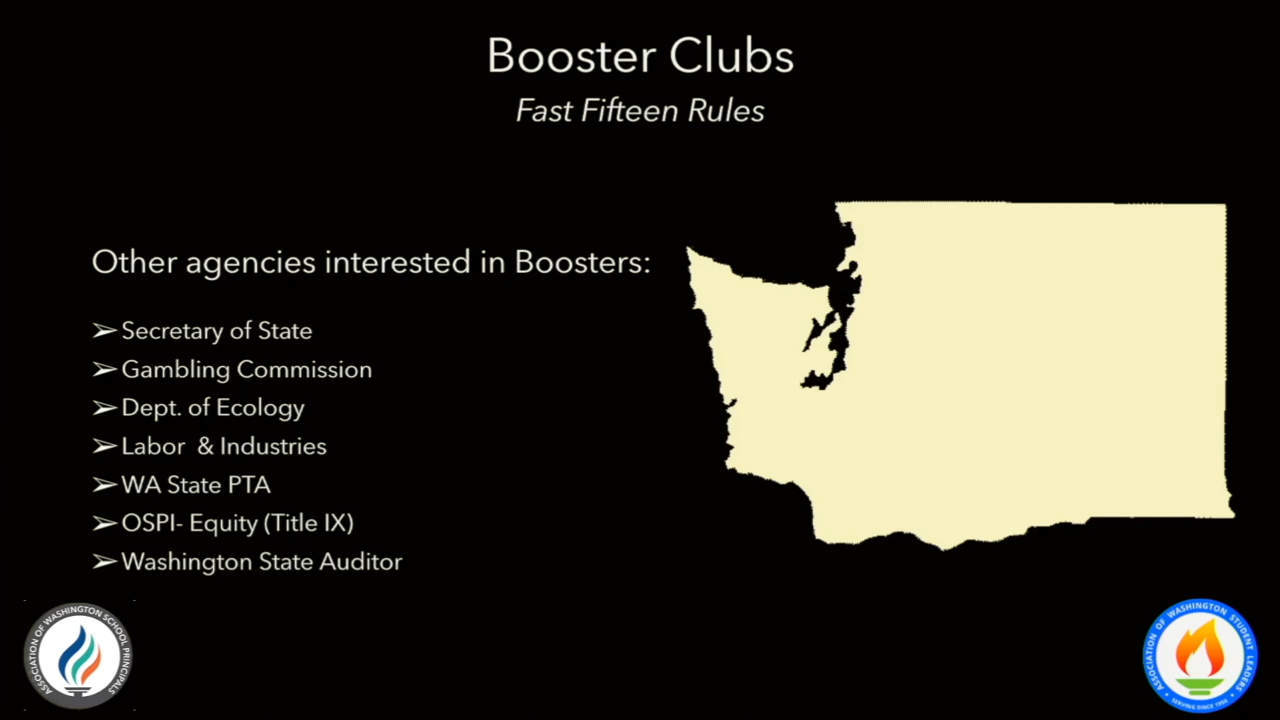 Booster Clubs
Fast Fifteen Rules
Other agencies interested in Boosters:
➢Secretary of State
➢Gambling Commission
➢Dept. of Ecology
➢Labor & Industries
➢WA State PTA
➢OSPI- Equity (Title IX)
➢Washington State Auditor
ASSOCIATION OF WASHINGTON SCHOOL PRINCIPALS
ASSOCIATION OF WASHINGTON STUDENT LEADERS